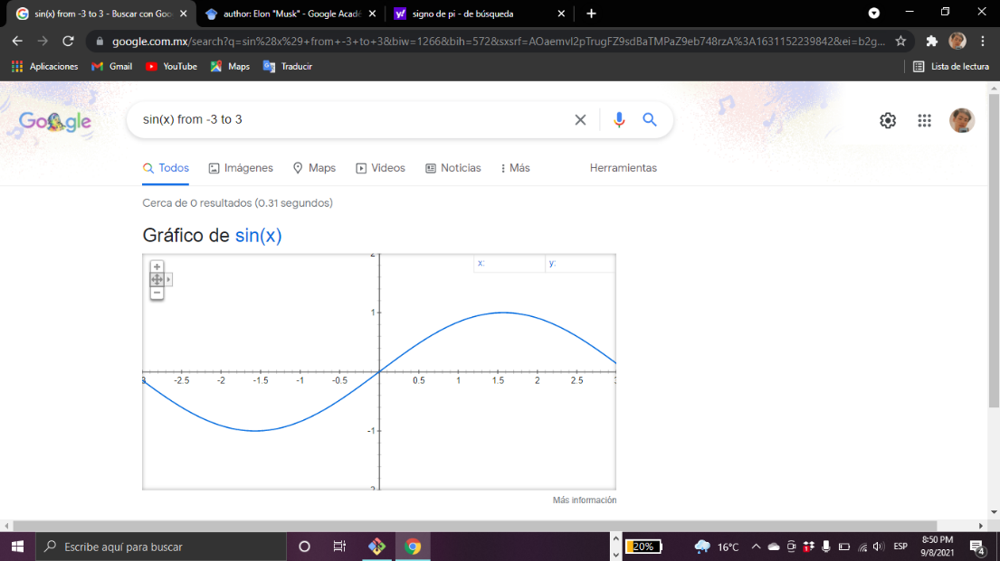 sin(x) from -3 to 3 - Buscar con Goo
author: Elon "Musk" - Google Acadé
signo de pi - de búsqueda
google.com.mx/search?q=sin%28x%29+from+-3+to+3&biw=1266&bih=572&sxsrf=AOaemvI2pTrugFZ9sdBaTMPaZ9eb748rzA%3A1631152239842&ei=b2g...
Aplicaciones Gmail YouTube Maps Traducir Lista de lectura
Google
sin(x) from -3 to 3
Todos Imágenes Maps Videos Noticias Más Herramientas
Cerca de 0 resultados (0.31 segundos)
Gráfico de sin(x)
x: y:
2
1
-3 -2.5 -2 -1.5 -1 -0.5 0.5 1 1.5 2 2.5 3
-1
-2
Más información
Escribe aquí para buscar
20% 16°C ESP
8:50 PM
9/8/2021
4